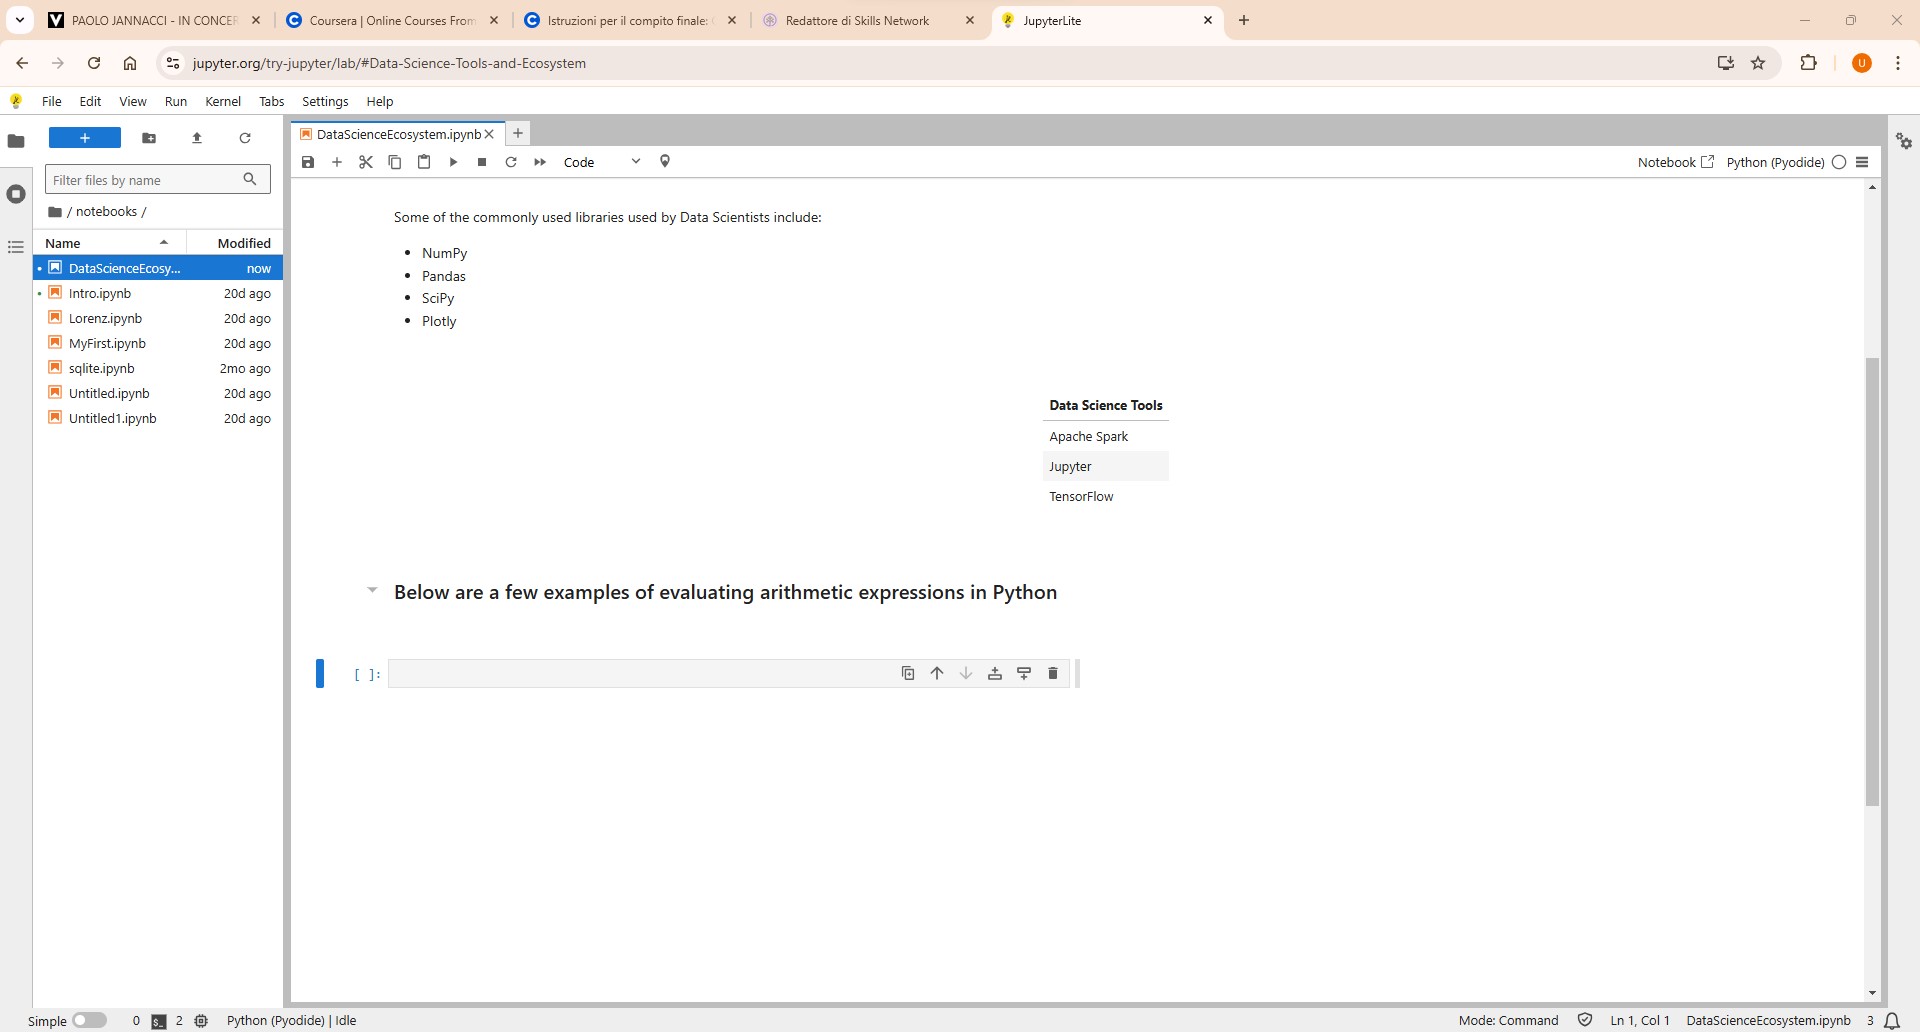 PAOLO JANNACCI - IN CONCER
Coursera | Online Courses From
Istruzioni per il compito finale:
Redattore di Skills Network
JupyterLite
jupyter.org/try-jupyter/lab/#Data-Science-Tools-and-Ecosystem
U
File Edit View Run Kernel Tabs Settings Help
DataScienceEcosystem.ipynb
Code
Notebook
Python (Pyodide)
Filter files by name
/ notebooks /
Name Modified
DataScienceEcosy... now
Intro.ipynb 20d ago
Lorenz.ipynb 20d ago
MyFirst.ipynb 20d ago
sqlite.ipynb 2mo ago
Untitled.ipynb 20d ago
Untitled1.ipynb 20d ago
Some of the commonly used libraries used by Data Scientists include:
NumPy
Pandas
SciPy
Plotly
Data Science Tools
Apache Spark
Jupyter
TensorFlow
Below are a few examples of evaluating arithmetic expressions in Python
[ ]:
Simple 0 2 Python (Pyodide) | Idle Mode: Command Ln 1, Col 1 DataScienceEcosystem.ipynb 3